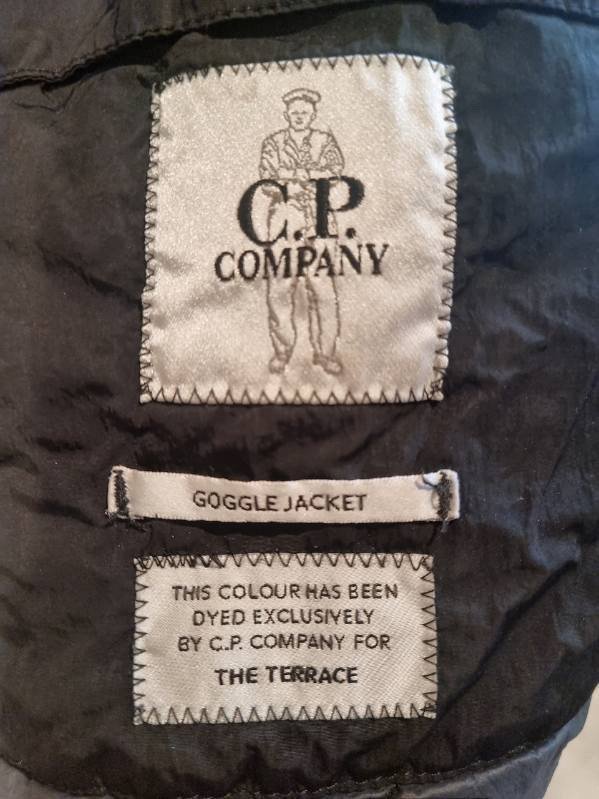 C.P.
COMPANY
GOGGLE JACKET
THIS COLOUR HAS BEEN
DYED EXCLUSIVELY
BY C.P. COMPANY FOR
THE TERRACE